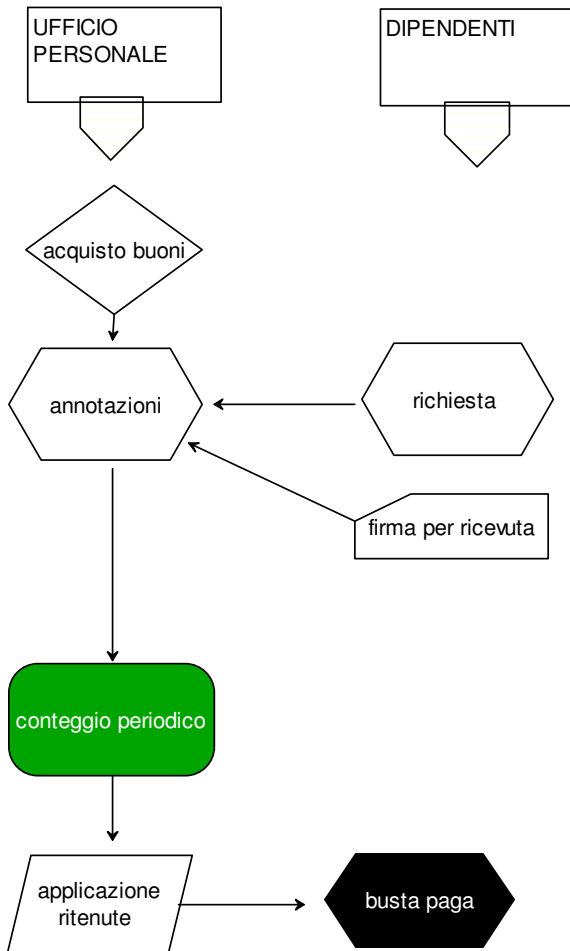 UFFICIO
PERSONALE
DIPENDENTI
acquisto buoni
annotazioni
richiesta
firma per ricevuta
conteggio periodico
applicazione
ritenute
busta paga